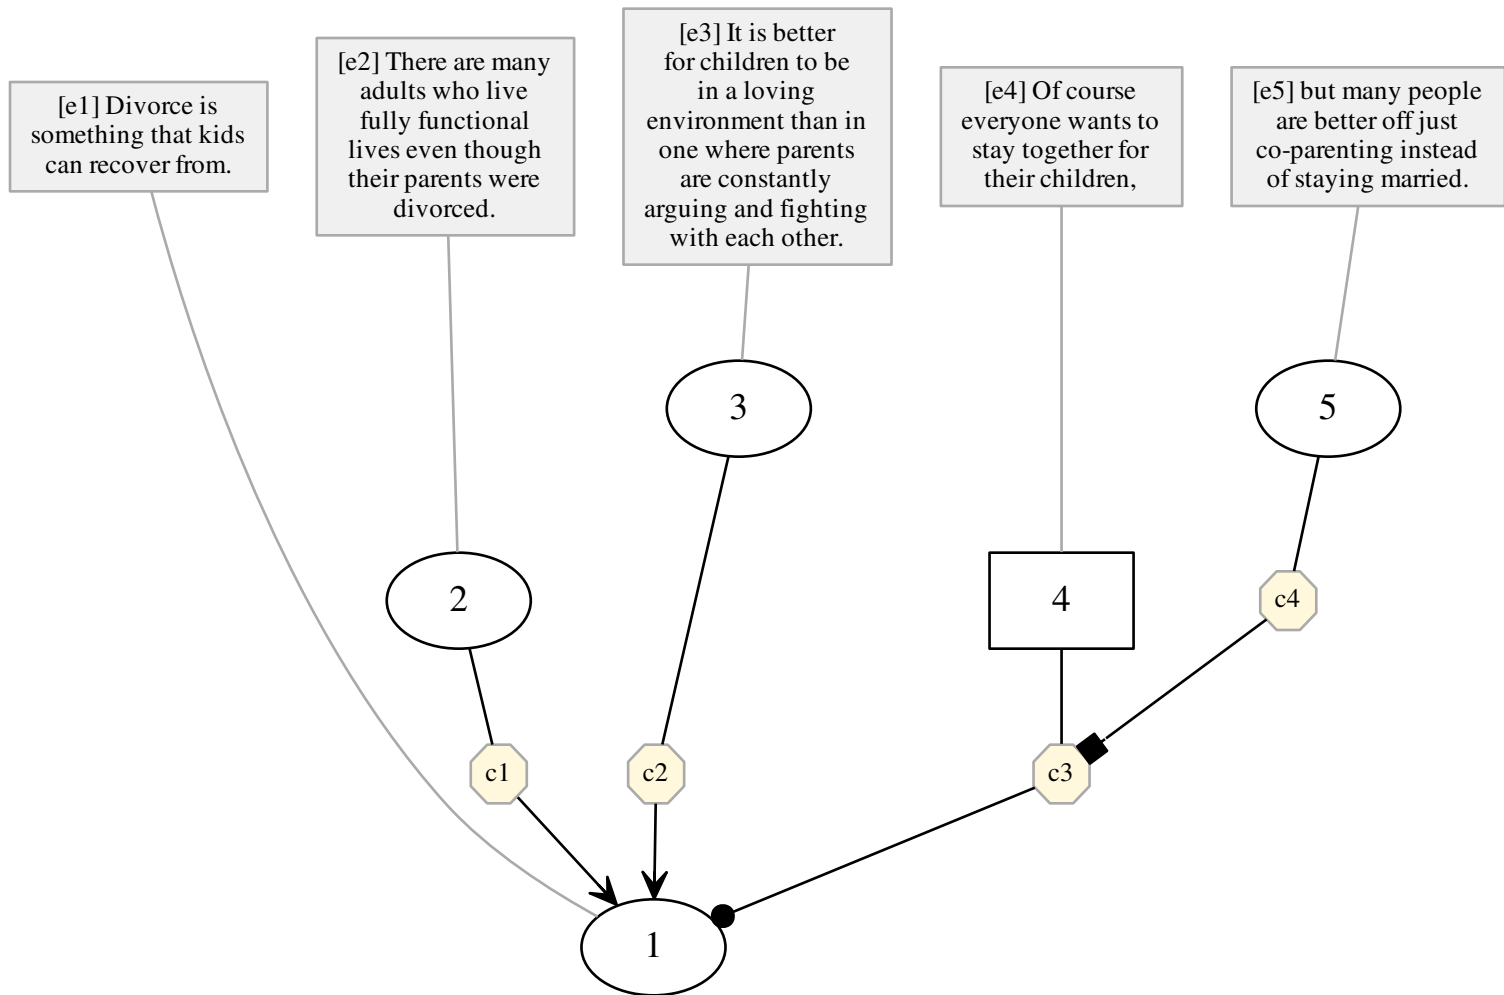 [e1] Divorce is
something that kids
can recover from.
[e2] There are many
adults who live
fully functional
lives even though
their parents were
divorced.
[e3] It is better
for children to be
in a loving
environment than in
one where parents
are constantly
arguing and fighting
with each other.
[e4] Of course
everyone wants to
stay together for
their children,
[e5] but many people
are better off just
co-parenting instead
of staying married.
3
5
2
4
c4
c1
c2
c3
1